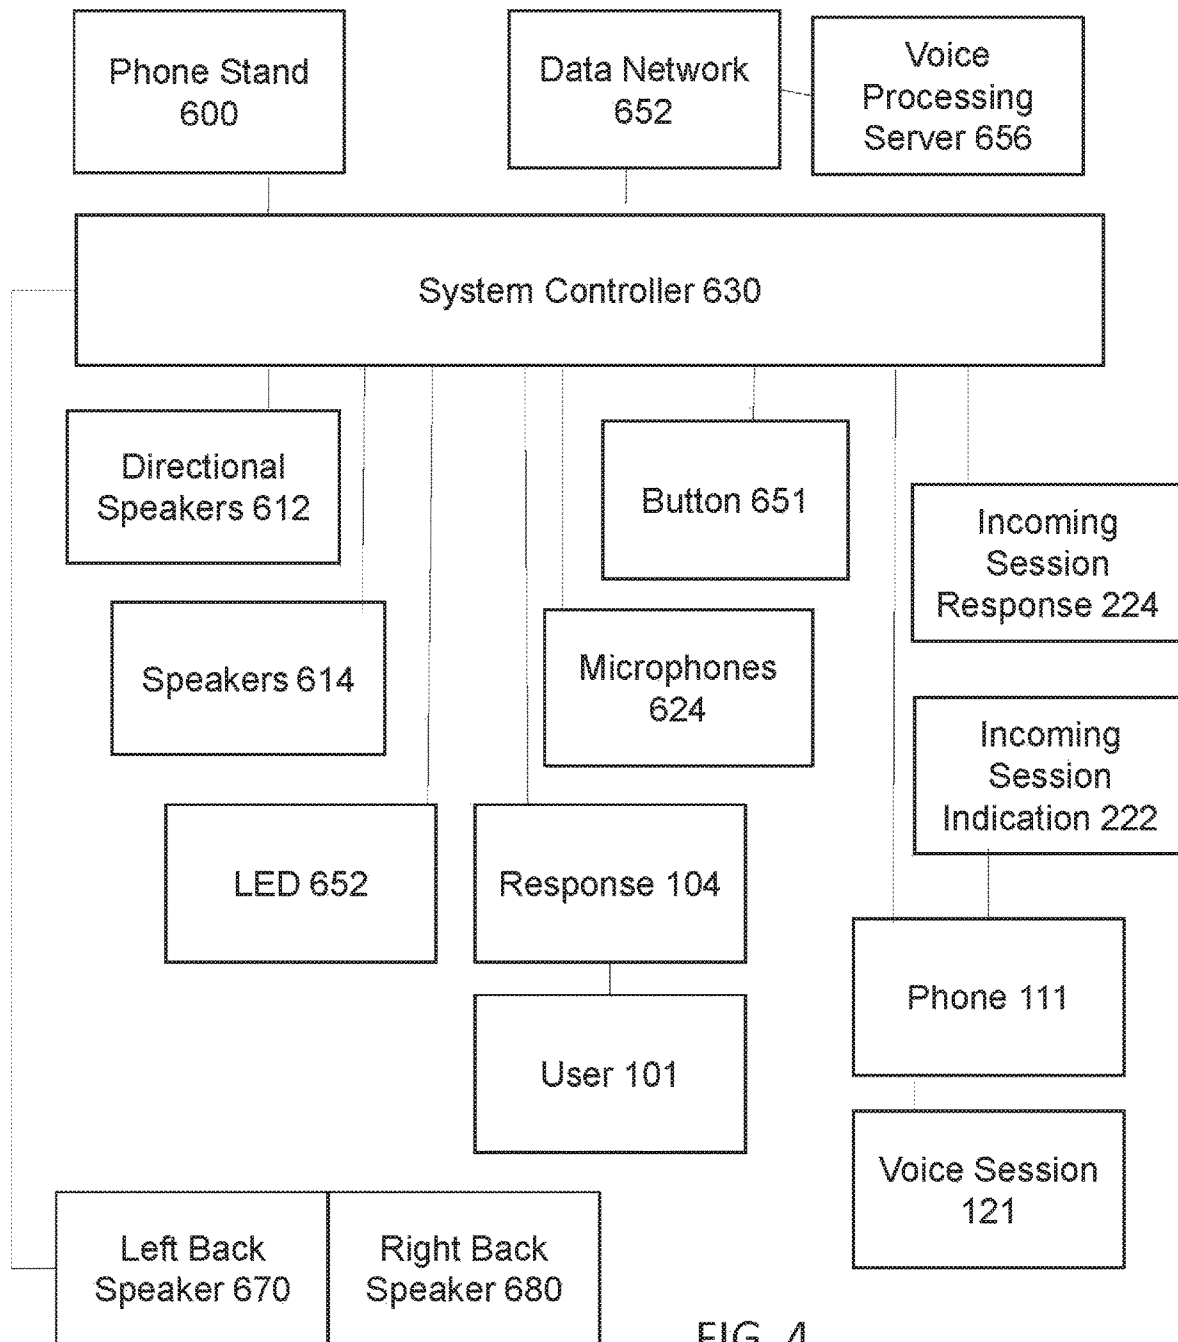 Phone Stand
600
Data Network
652
Voice
Processing
Server 656
System Controller 630
Directional
Speakers 612
Button 651
Incoming
Session
Response 224
Speakers 614
Microphones
624
Incoming
Session
Indication 222
LED 652
Response 104
Phone 111
User 101
Voice Session
121
Left Back
Speaker 670
Right Back
Speaker 680
FIG. 4